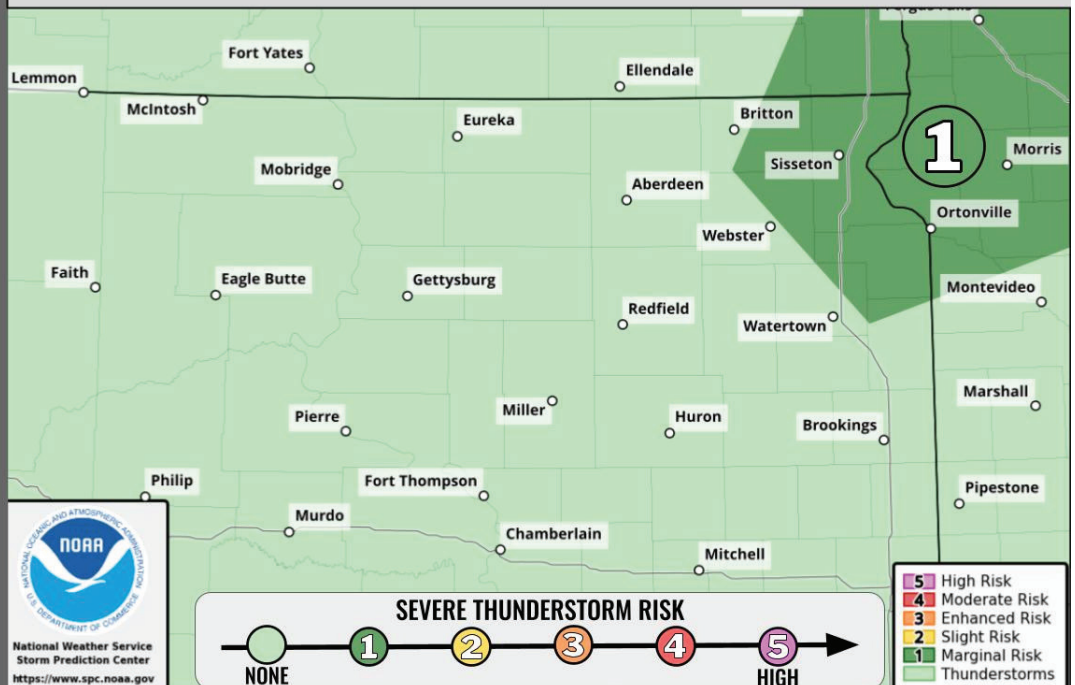 Fort Yates
Lemmon
Ellendale
McIntosh
Britton
Eureka
1
Morris
Sisseton
Mobridge
Aberdeen
Ortonville
Webster
Faith
Eagle Butte
Gettysburg
Montevideo
Redfield
Watertown
Marshall
Pierre
Miller
Huron
Brookings
Philip
Fort Thompson
Pipestone
Murdo
Chamberlain
Mitchell
NATIONAL OCEANIC AND ATMOSPHERIC ADMINISTRATION
NOAA
U.S. DEPARTMENT OF COMMERCE
National Weather Service
Storm Prediction Center
https://www.spc.noaa.gov
SEVERE THUNDERSTORM RISK
1 2 3 4 5
NONE HIGH
5 High Risk
4 Moderate Risk
3 Enhanced Risk
2 Slight Risk
1 Marginal Risk
Thunderstorms